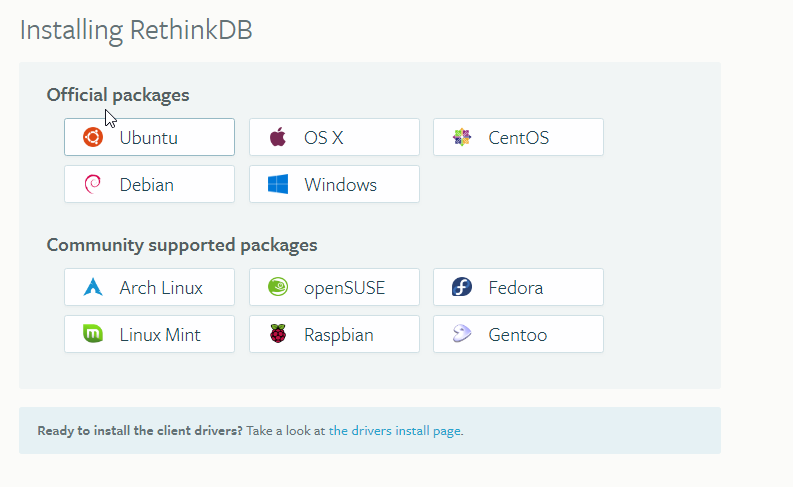 Installing RethinkDB
Official packages
Ubuntu
OS X
CentOS
Debian
Windows
Community supported packages
Arch Linux
openSUSE
Fedora
Linux Mint
Raspbian
Gentoo
Ready to install the client drivers? Take a look at the drivers install page.